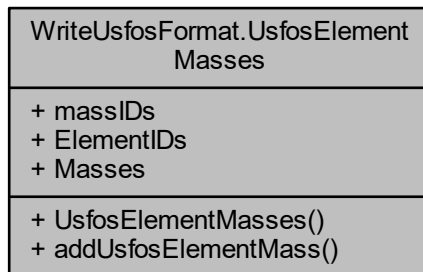 WriteUsfosFormat.UsfosElement
Masses
+ massIDs
+ ElementIDs
+ Masses
+ UsfosElementMasses()
+ addUsfosElementMass()